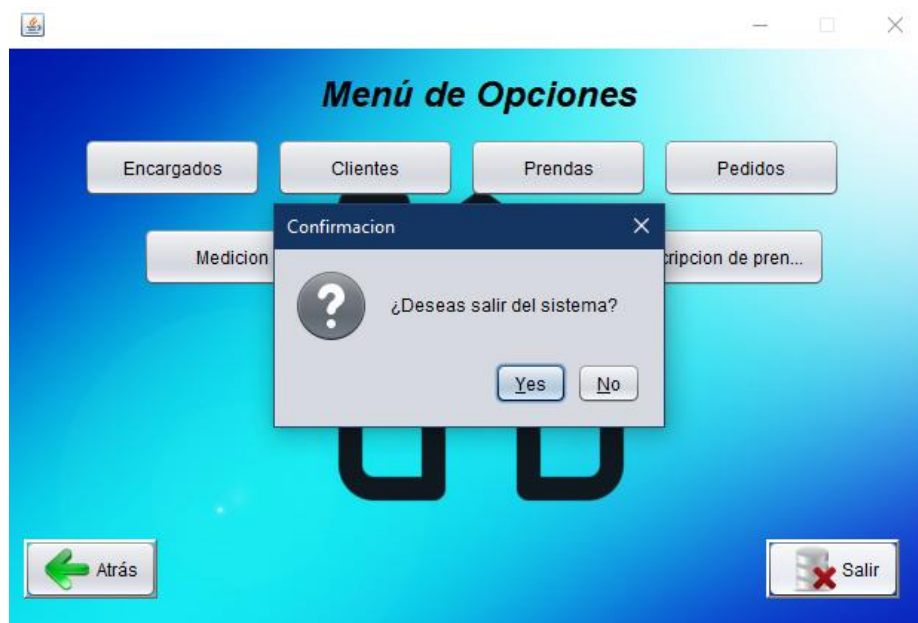 Menú de Opciones
Encargados
Clientes
Prendas
Pedidos
Confirmacion
Medicion
cripcion de pren...
¿Deseas salir del sistema?
Yes
No
Atrás
Salir